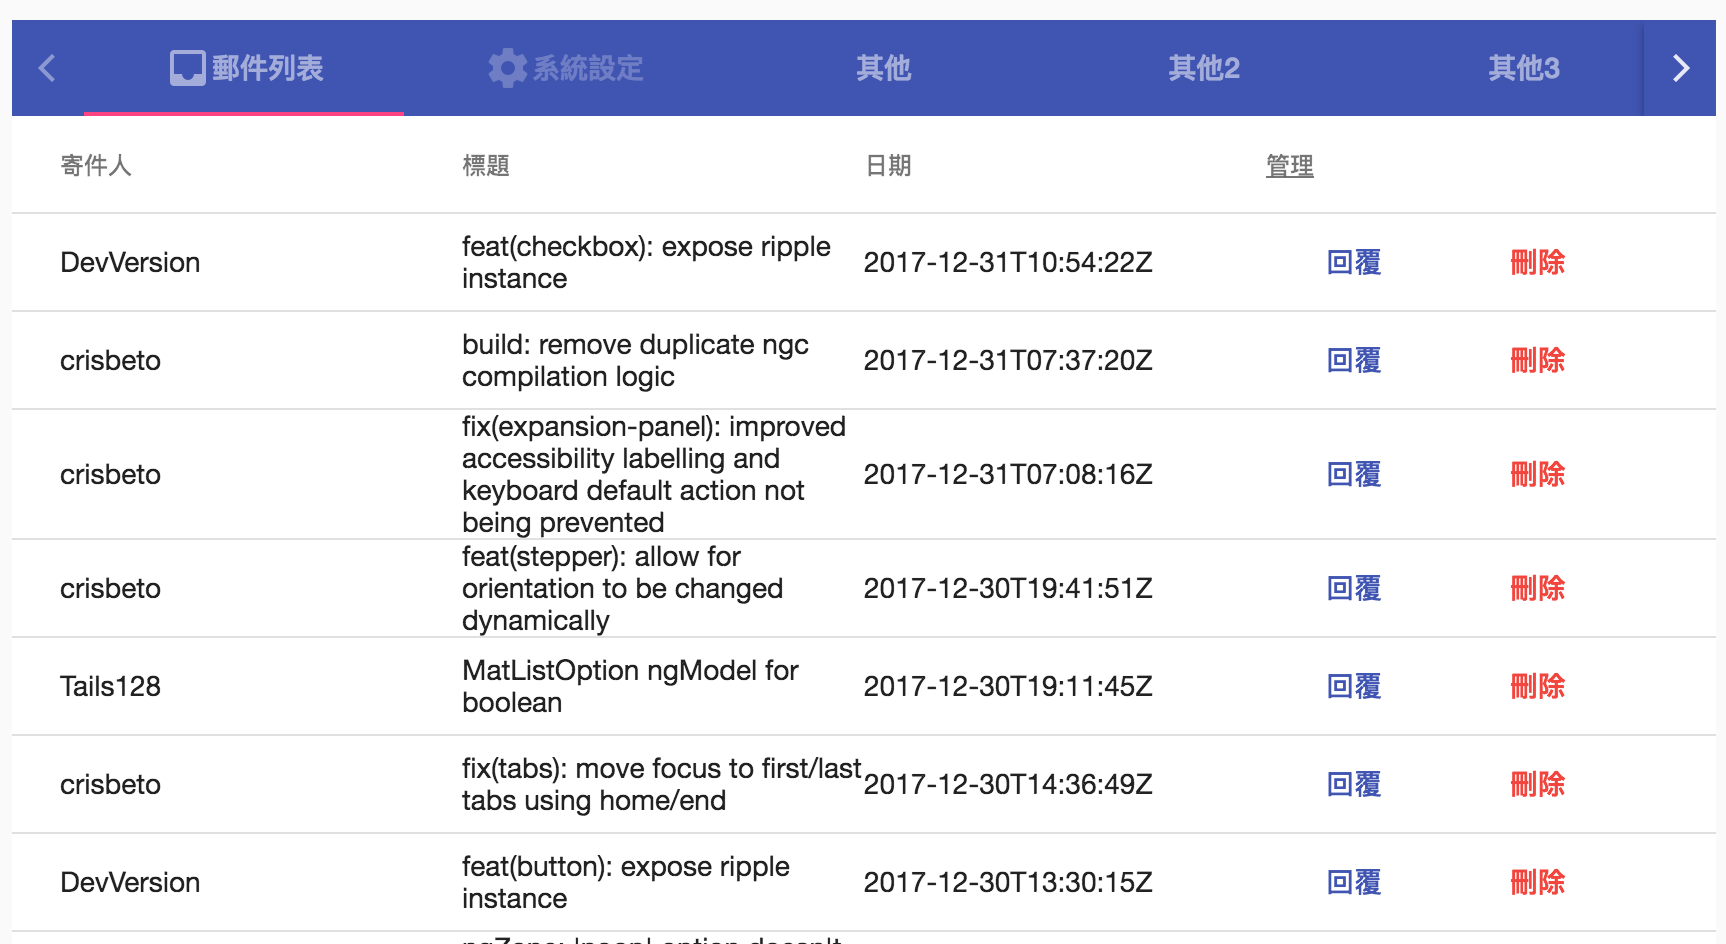 郵件列表 系統設定 其他 其他2 其他3
寄件人 標題 日期 管理
feat(checkbox): expose ripple
DevVersion 2017-12-31T10:54:22Z 回覆 刪除
instance
build: remove duplicate ngc
crisbeto 2017-12-31T07:37:20Z 回覆 刪除
compilation logic
fix(expansion-panel): improved
accessibility labelling and
crisbeto 2017-12-31T07:08:16Z 回覆 刪除
keyboard default action not
being prevented
feat(stepper): allow for
crisbeto orientation to be changed 2017-12-30T19:41:51Z 回覆 刪除
dynamically
MatListOption ngModel for
Tails128 2017-12-30T19:11:45Z 回覆 刪除
boolean
fix(tabs): move focus to first/last
crisbeto 2017-12-30T14:36:49Z 回覆 刪除
tabs using home/end
feat(button): expose ripple
DevVersion 2017-12-30T13:30:15Z 回覆 刪除
instance